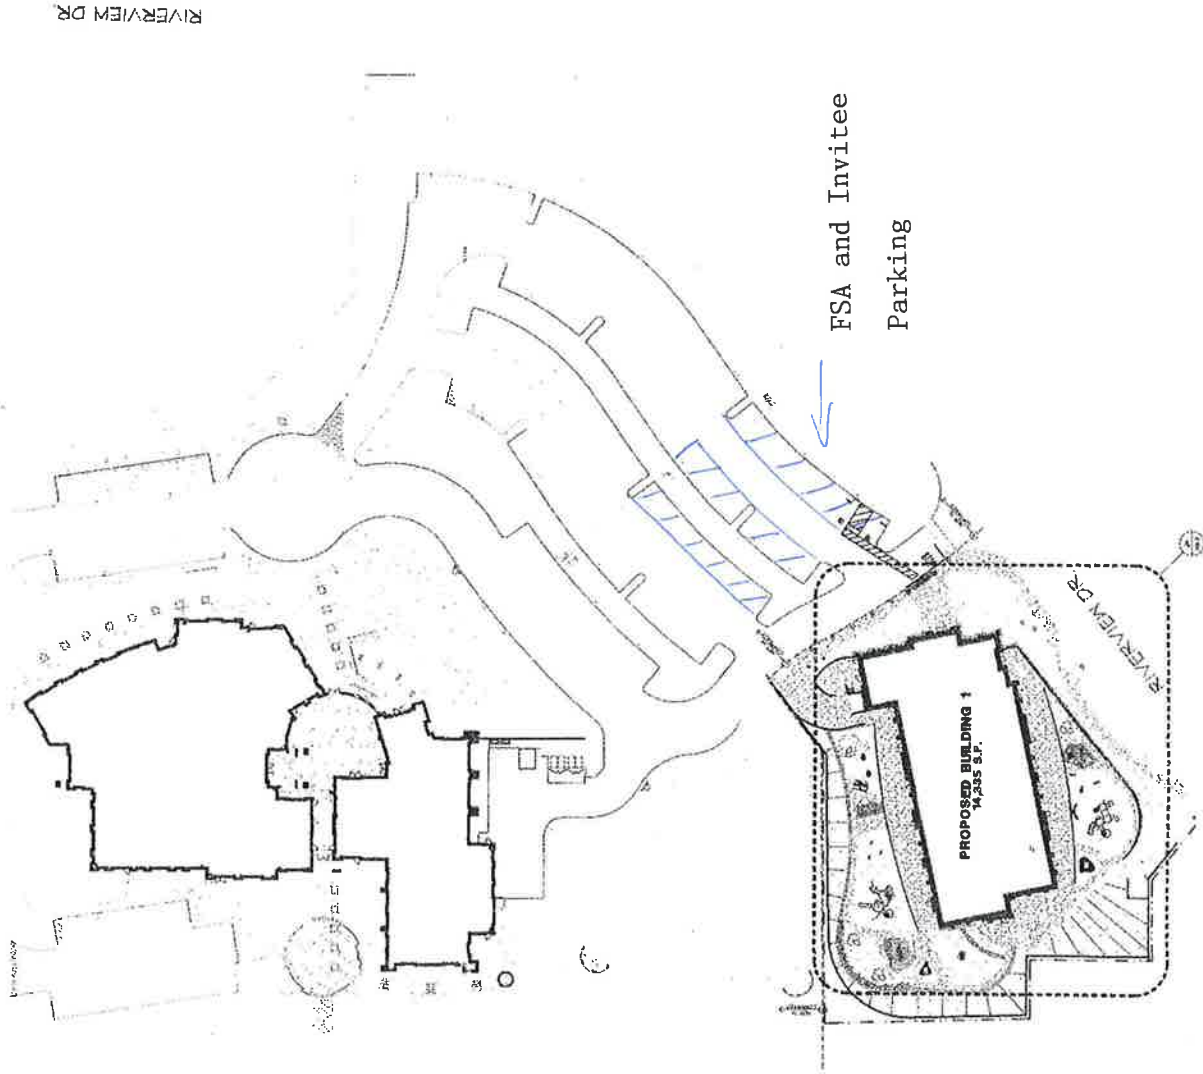 RIVERVIEW DR.
FSA and Invitee
Parking
RIVERVIEW DR.
PROPOSED BUILDING 1
14,335 S.F.